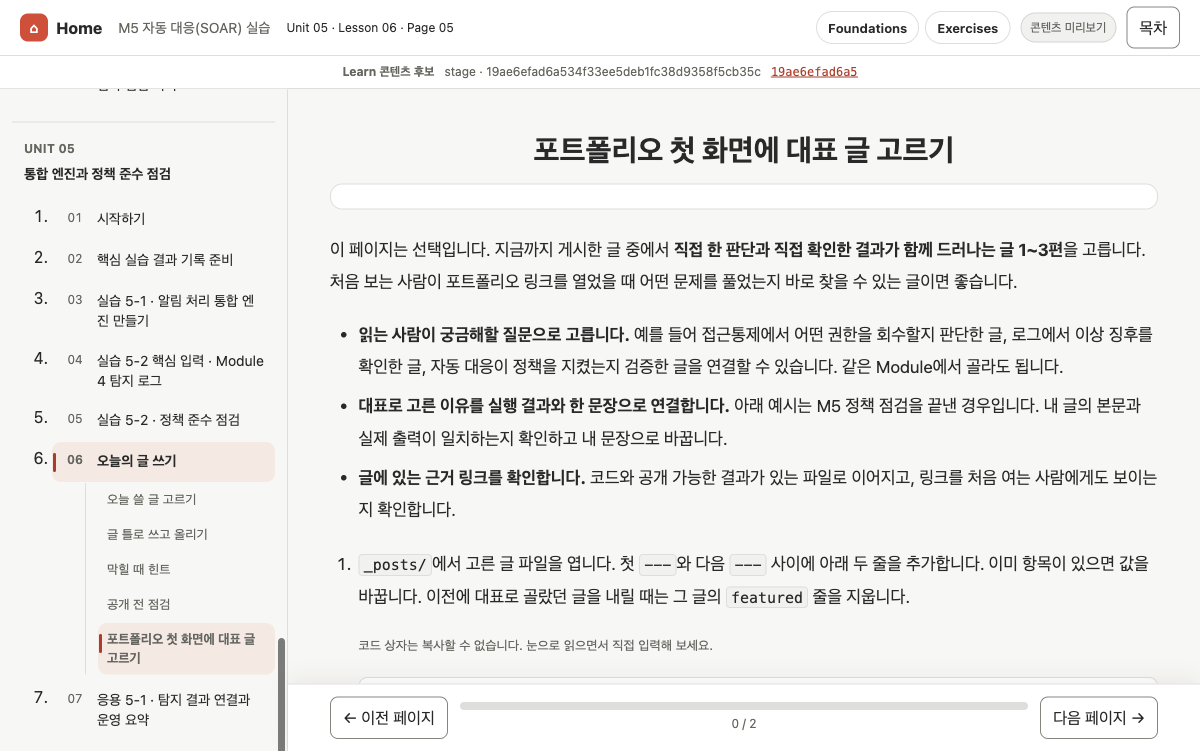 Home
M5 자동 대응(SOAR) 실습
Unit 05 · Lesson 06 · Page 05
Foundations
Exercises
콘텐츠 미리보기
목차
Learn 콘텐츠 후보 stage · 19ae6efad6a534f33ee5deb1fc38d9358f5cb35c 19ae6efad6a5
UNIT 05
통합 엔진과 정책 준수 점검
1. 01 시작하기
2. 02 핵심 실습 결과 기록 준비
3. 03 실습 5-1 · 알림 처리 통합 엔
진 만들기
4. 04 실습 5-2 핵심 입력 · Module
4 탐지 로그
5. 05 실습 5-2 · 정책 준수 점검
6. 06 오늘의 글 쓰기
오늘 쓸 글 고르기
글 틀로 쓰고 올리기
막힐 때 힌트
공개 전 점검
포트폴리오 첫 화면에 대표 글
고르기
7. 07 응용 5-1 · 탐지 결과 연결과
운영 요약
포트폴리오 첫 화면에 대표 글 고르기
이 페이지는 선택입니다. 지금까지 게시한 글 중에서 직접 한 판단과 직접 확인한 결과가 함께 드러나는 글 1~3편을 고릅니다.
처음 보는 사람이 포트폴리오 링크를 열었을 때 어떤 문제를 풀었는지 바로 찾을 수 있는 글이면 좋습니다.
• 읽는 사람이 궁금해할 질문으로 고릅니다. 예를 들어 접근통제에서 어떤 권한을 회수할지 판단한 글, 로그에서 이상 징후를
확인한 글, 자동 대응이 정책을 지켰는지 검증한 글을 연결할 수 있습니다. 같은 Module에서 골라도 됩니다.
• 대표로 고른 이유를 실행 결과와 한 문장으로 연결합니다. 아래 예시는 M5 정책 점검을 끝낸 경우입니다. 내 글의 본문과
실제 출력이 일치하는지 확인하고 내 문장으로 바꿉니다.
• 글에 있는 근거 링크를 확인합니다. 코드와 공개 가능한 결과가 있는 파일로 이어지고, 링크를 처음 여는 사람에게도 보이는
지 확인합니다.
1. _posts/에서 고른 글 파일을 엽니다. 첫 ---와 다음 --- 사이에 아래 두 줄을 추가합니다. 이미 항목이 있으면 값을
바꿉니다. 이전에 대표로 골랐던 글을 내릴 때는 그 글의 featured 줄을 지웁니다.
코드 상자는 복사할 수 없습니다. 눈으로 읽으면서 직접 입력해 보세요.
← 이전 페이지
0 / 2
다음 페이지 →